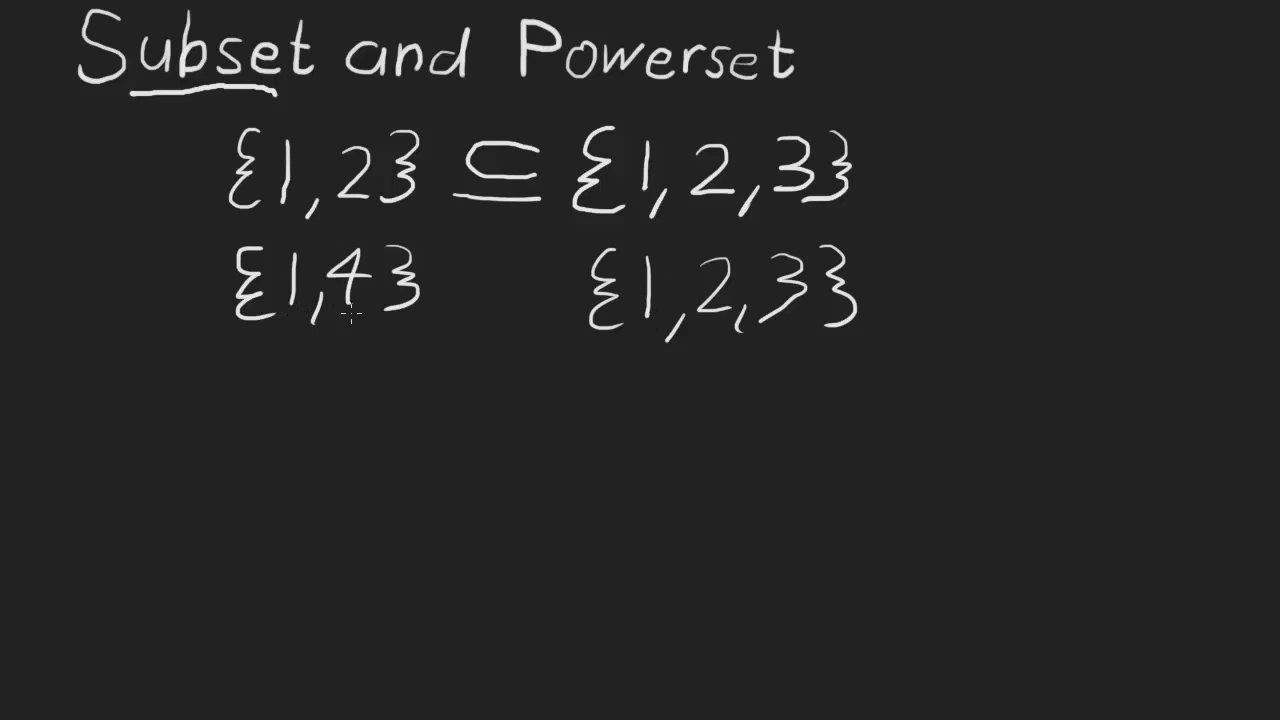 Subset and Powerset
{1,2} ⊆ {1,2,3}
{1,4} {1,2,3}